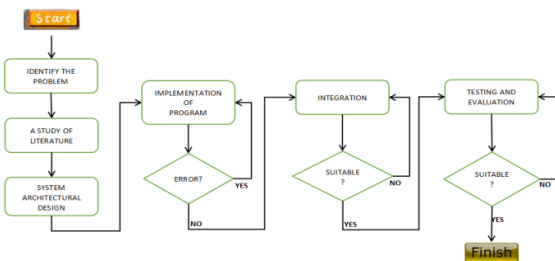 Start
IDENTIFY THE
PROBLEM
A STUDY OF
LITERATURE
SYSTEM
ARCHITECTURAL
DESIGN
IMPLEMENTATION
OF
PROGRAM
ERROR?
YES
NO
INTEGRATION
SUITABLE
?
NO
YES
TESTING AND
EVALUATION
SUITABLE
?
NO
YES
Finish